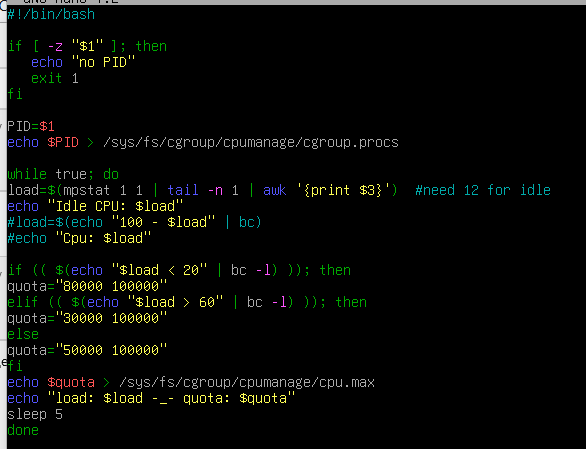 #!/bin/bash
if [ -z "$1" ]; then
echo "no PID"
exit 1
fi
PID=$1
echo $PID > /sys/fs/cgroup/cpumanage/cgroup.procs
while true; do
load=$(mpstat 1 1 | tail -n 1 | awk '{print $3}') #need 12 for idle
echo "Idle CPU: $load"
#load=$(echo "100 - $load" | bc)
#echo "Cpu: $load"
if (( $(echo "$load < 20" | bc -l) )); then
quota="80000 100000"
elif (( $(echo "$load > 60" | bc -l) )); then
quota="30000 100000"
else
quota="50000 100000"
fi
echo $quota > /sys/fs/cgroup/cpumanage/cpu.max
echo "load: $load -_- quota: $quota"
sleep 5
done